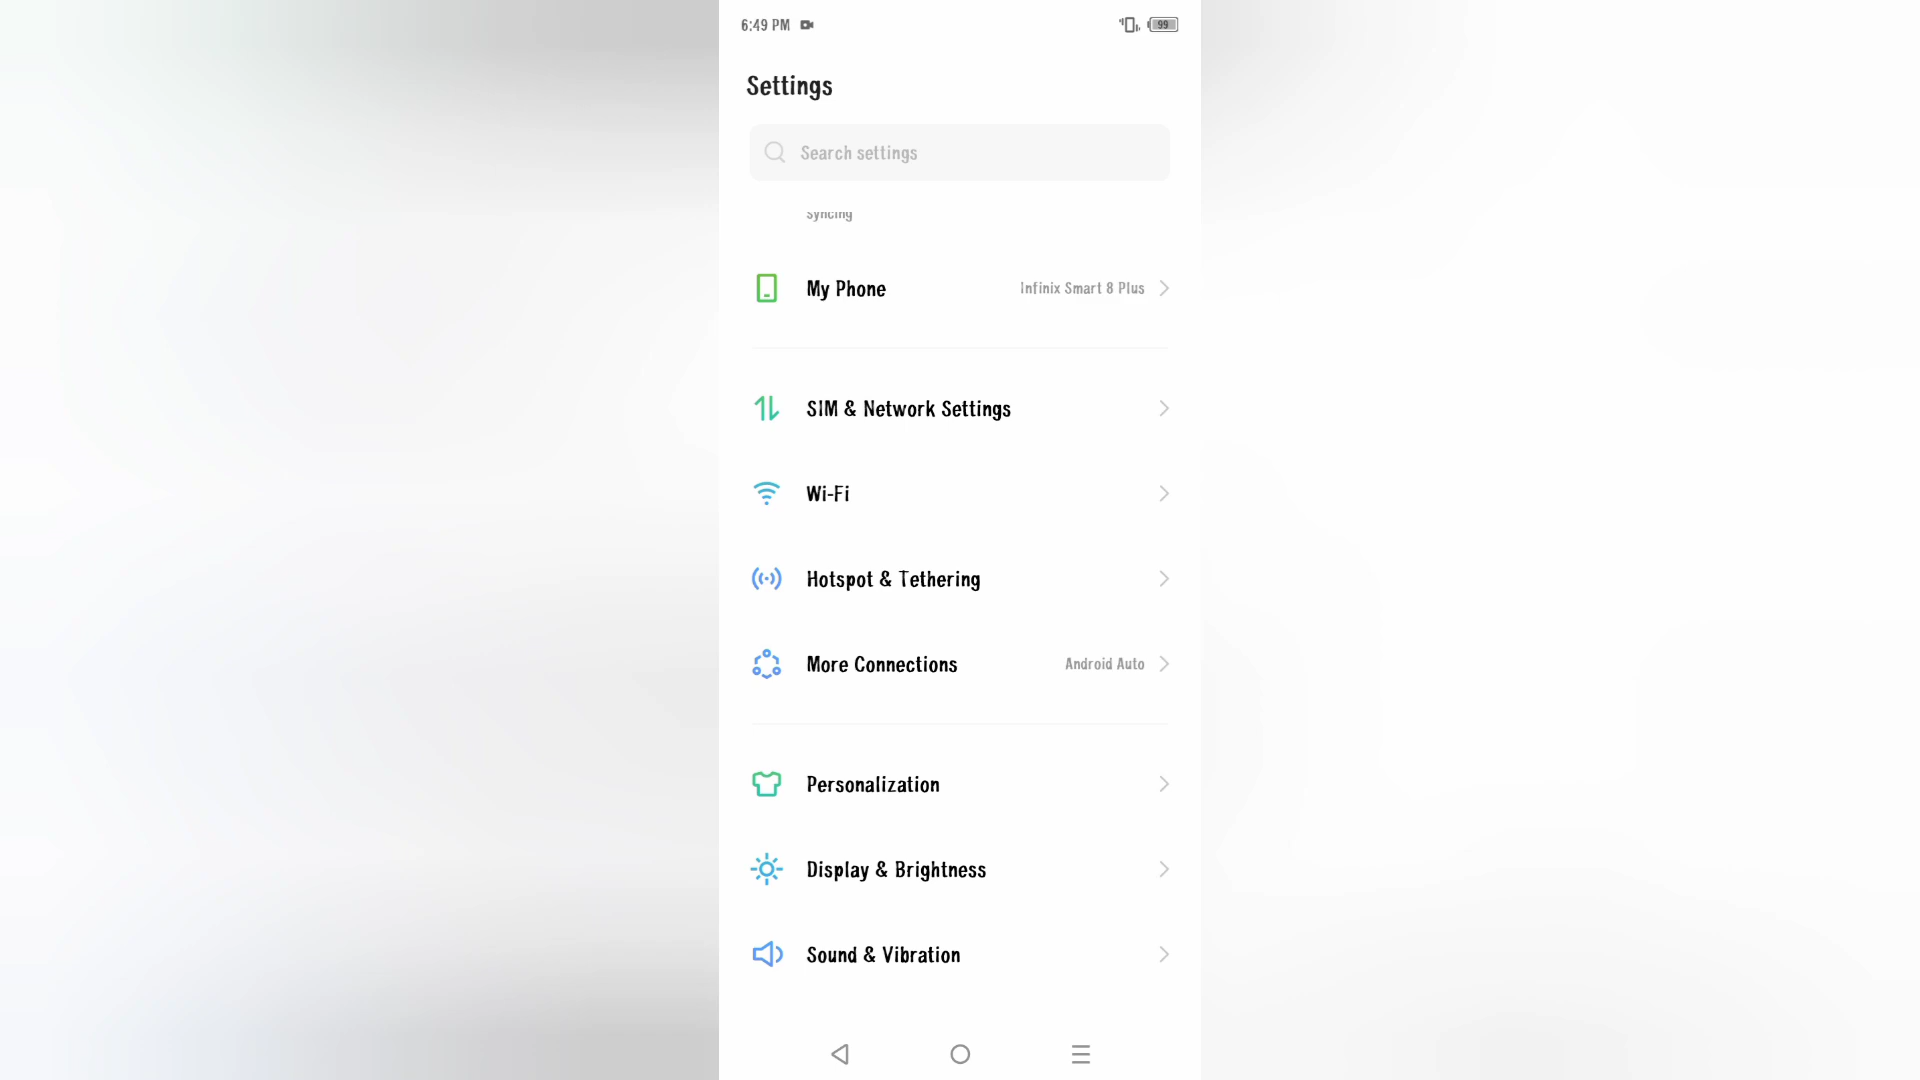 6:49 PM
99
Settings
Search settings
syncing
My Phone
Infinix Smart 8 Plus
SIM & Network Settings
Wi-Fi
Hotspot & Tethering
More Connections
Android Auto
Personalization
Display & Brightness
Sound & Vibration